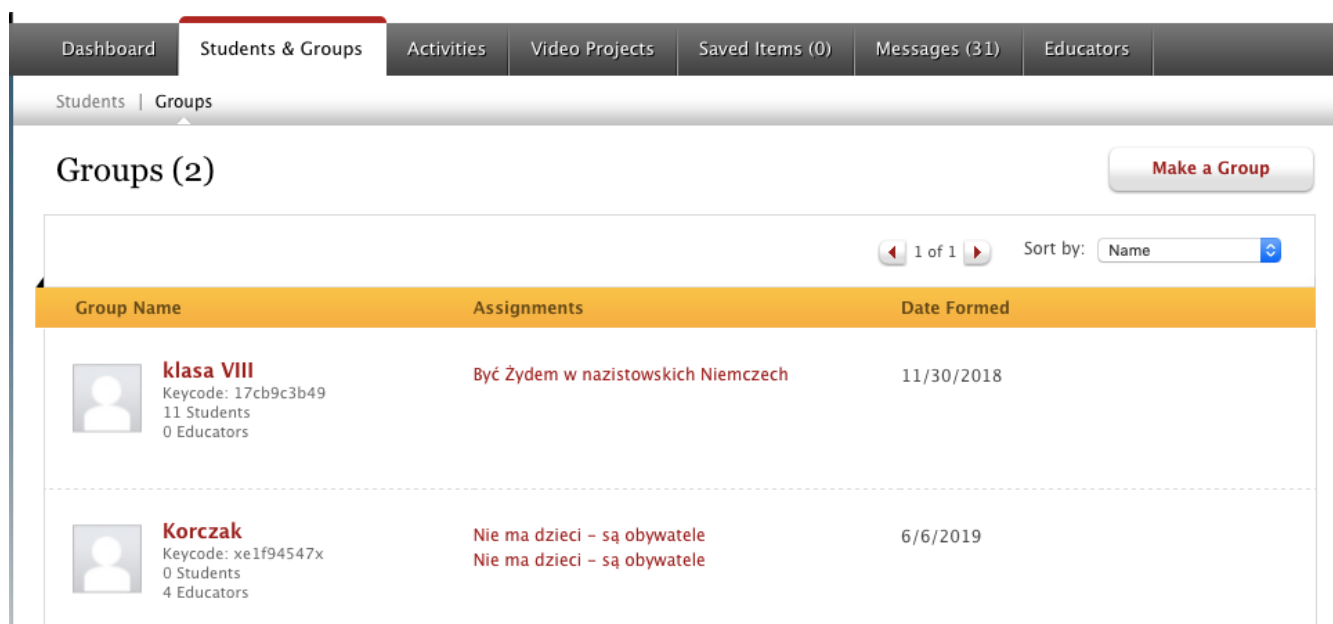 Dashboard Students & Groups Activities Video Projects Saved Items (0) Messages (31) Educators
Students | Groups
Groups (2) Make a Group
1 of 1 Sort by: Name
Group Name Assignments Date Formed
klasa VIII Być Żydem w nazistowskich Niemczech 11/30/2018
Keycode: 17cb9c3b49
11 Students
0 Educators
Korczak Nie ma dzieci – są obywatele 6/6/2019
Keycode: xe1f94547x Nie ma dzieci – są obywatele
0 Students
4 Educators